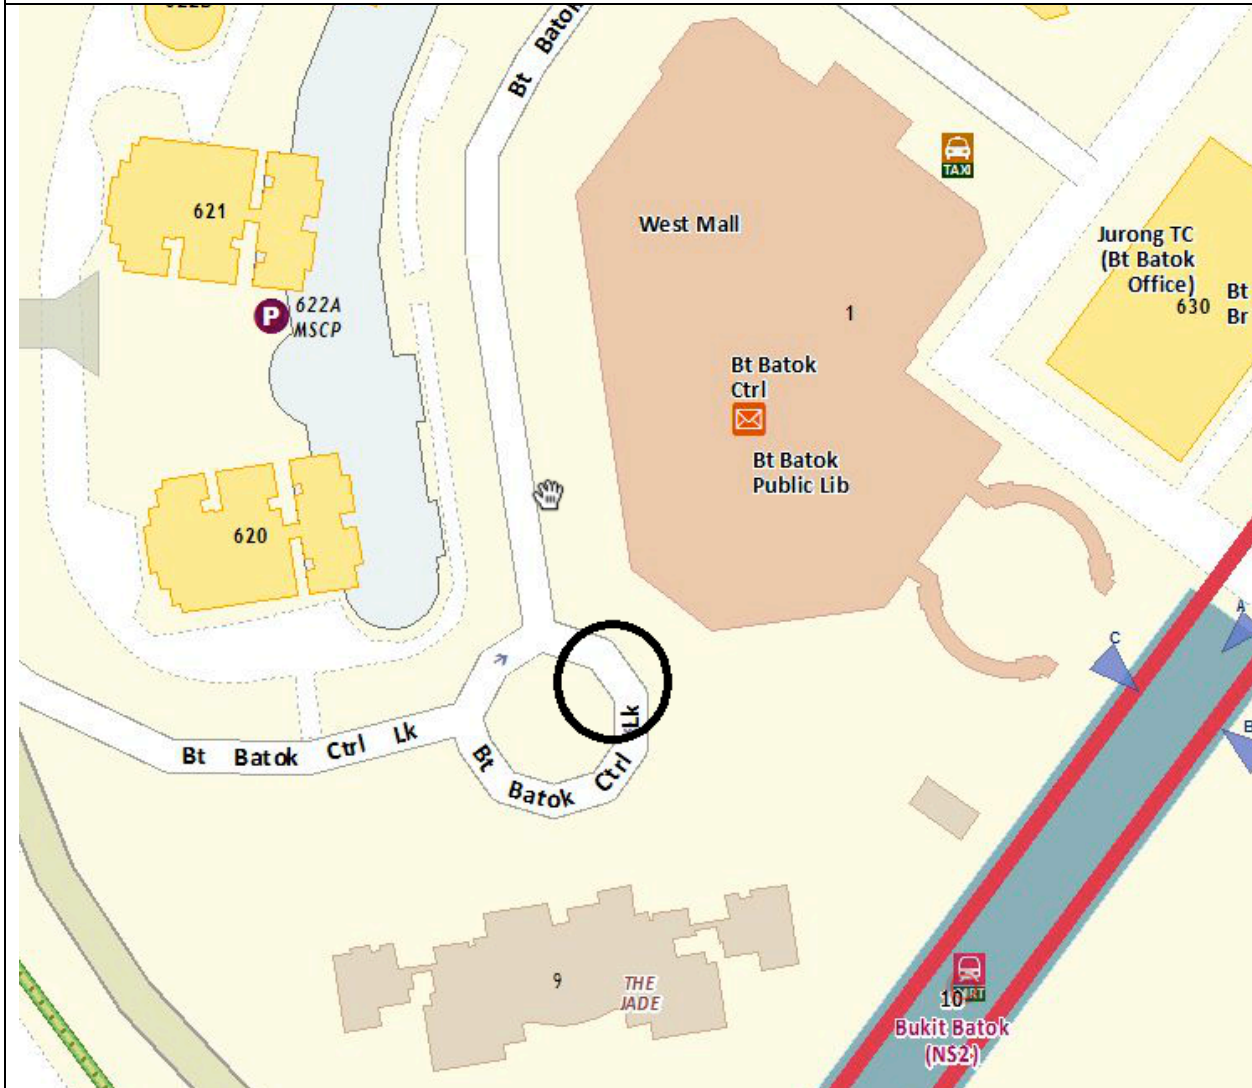 Bt Batok
TAXI
621
West Mall
Jurong TC
(Bt Batok
Office)
630
Bt
Br
P
622A
MSCP
1
Bt Batok
Ctrl
Bt Batok
Public Lib
620
A
C
B
Bt Batok Ctrl Lk
Bt Batok Ctrl Lk
9
THE
JADE
10
Bukit Batok
(NS2)